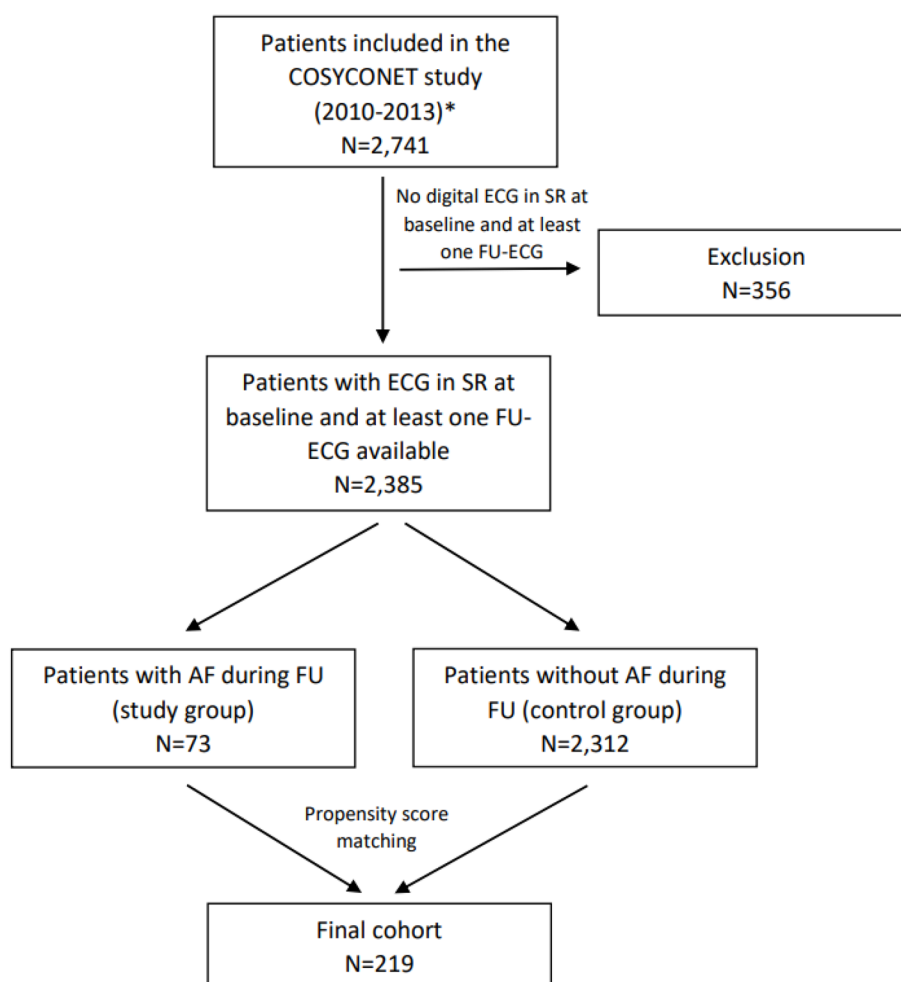 Patients included in the
COSYCONET study
(2010-2013)*
N=2,741
No digital ECG in SR at
baseline and at least
one FU-ECG
Exclusion
N=356
Patients with ECG in SR at
baseline and at least one FU-
ECG available
N=2,385
Patients with AF during FU
(study group)
N=73
Patients without AF during
FU (control group)
N=2,312
Propensity score
matching
Final cohort
N=219